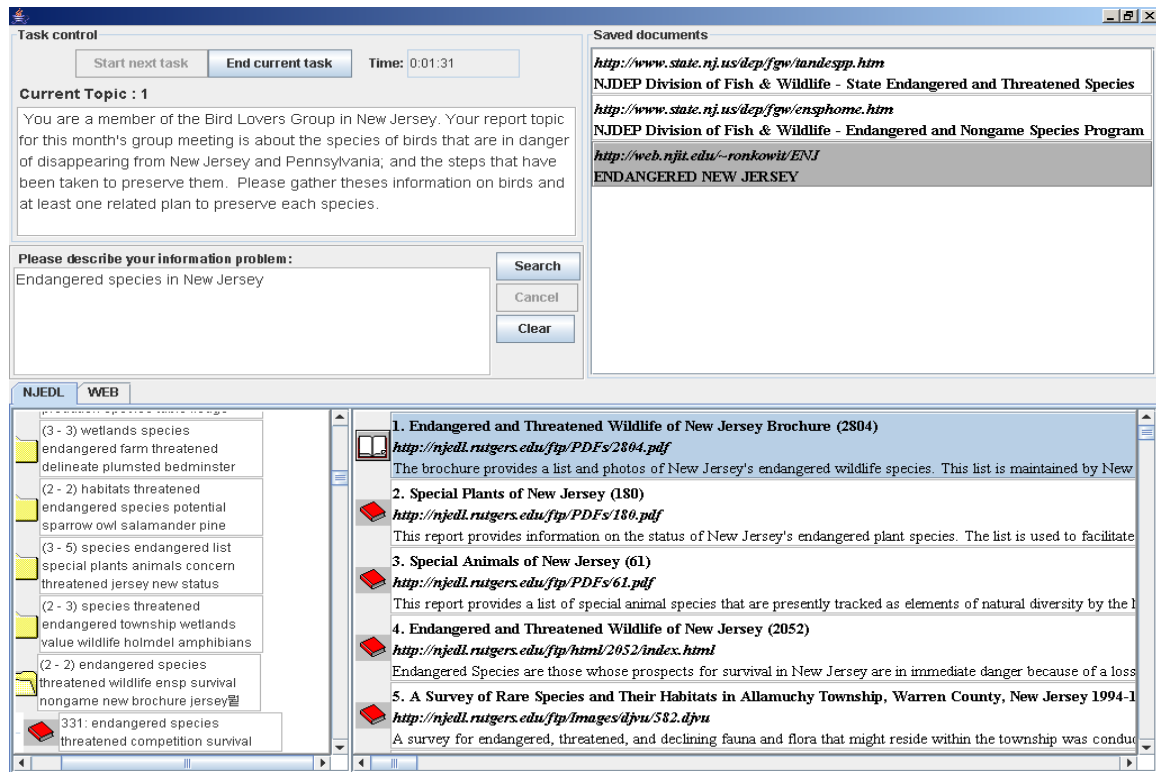 Task control
Start next task
End current task
Time: 0:01:31
Current Topic : 1
You are a member of the Bird Lovers Group in New Jersey. Your report topic
for this month's group meeting is about the species of birds that are in danger
of disappearing from New Jersey and Pennsylvania; and the steps that have
been taken to preserve them. Please gather theses information on birds and
at least one related plan to preserve each species.
Saved documents
http://www.state.nj.us/dep/fgw/tandespp.htm
NJDEP Division of Fish & Wildlife - State Endangered and Threatened Species
http://www.state.nj.us/dep/fgw/ensphome.htm
NJDEP Division of Fish & Wildlife - Endangered and Nongame Species Program
http://web.njit.edu/~ronkowit/ENJ
ENDANGERED NEW JERSEY
Please describe your information problem:
Endangered species in New Jersey
Search
Cancel
Clear
NJEDL
WEB
(3 - 3) wetlands species
endangered farm threatened
delineate plumsted bedminster
(2 - 2) habitats threatened
endangered species potential
sparrow owl salamander pine
(3 - 5) species endangered list
special plants animals concern
threatened jersey new status
(2 - 3) species threatened
endangered township wetlands
value wildlife holmdel amphibians
(2 - 2) endangered species
threatened wildlife ensp survival
nongame new brochure jersey
331: endangered species
threatened competition survival
1. Endangered and Threatened Wildlife of New Jersey Brochure (2804)
http://njedl.rutgers.edu/ftp/PDFs/2804.pdf
The brochure provides a list and photos of New Jersey's endangered wildlife species. This list is maintained by New
2. Special Plants of New Jersey (180)
http://njedl.rutgers.edu/ftp/PDFs/180.pdf
This report provides information on the status of New Jersey's endangered plant species. The list is used to facilitate
3. Special Animals of New Jersey (61)
http://njedl.rutgers.edu/ftp/PDFs/61.pdf
This report provides a list of special animal species that are presently tracked as elements of natural diversity by the
4. Endangered and Threatened Wildlife of New Jersey (2052)
http://njedl.rutgers.edu/ftp/html/2052/index.html
Endangered Species are those whose prospects for survival in New Jersey are in immediate danger because of a loss
5. A Survey of Rare Species and Their Habitats in Allamuchy Township, Warren County, New Jersey 1994-1
http://njedl.rutgers.edu/ftp/Images/djvu/582.djvu
A survey for endangered, threatened, and declining fauna and flora that might reside within the township was